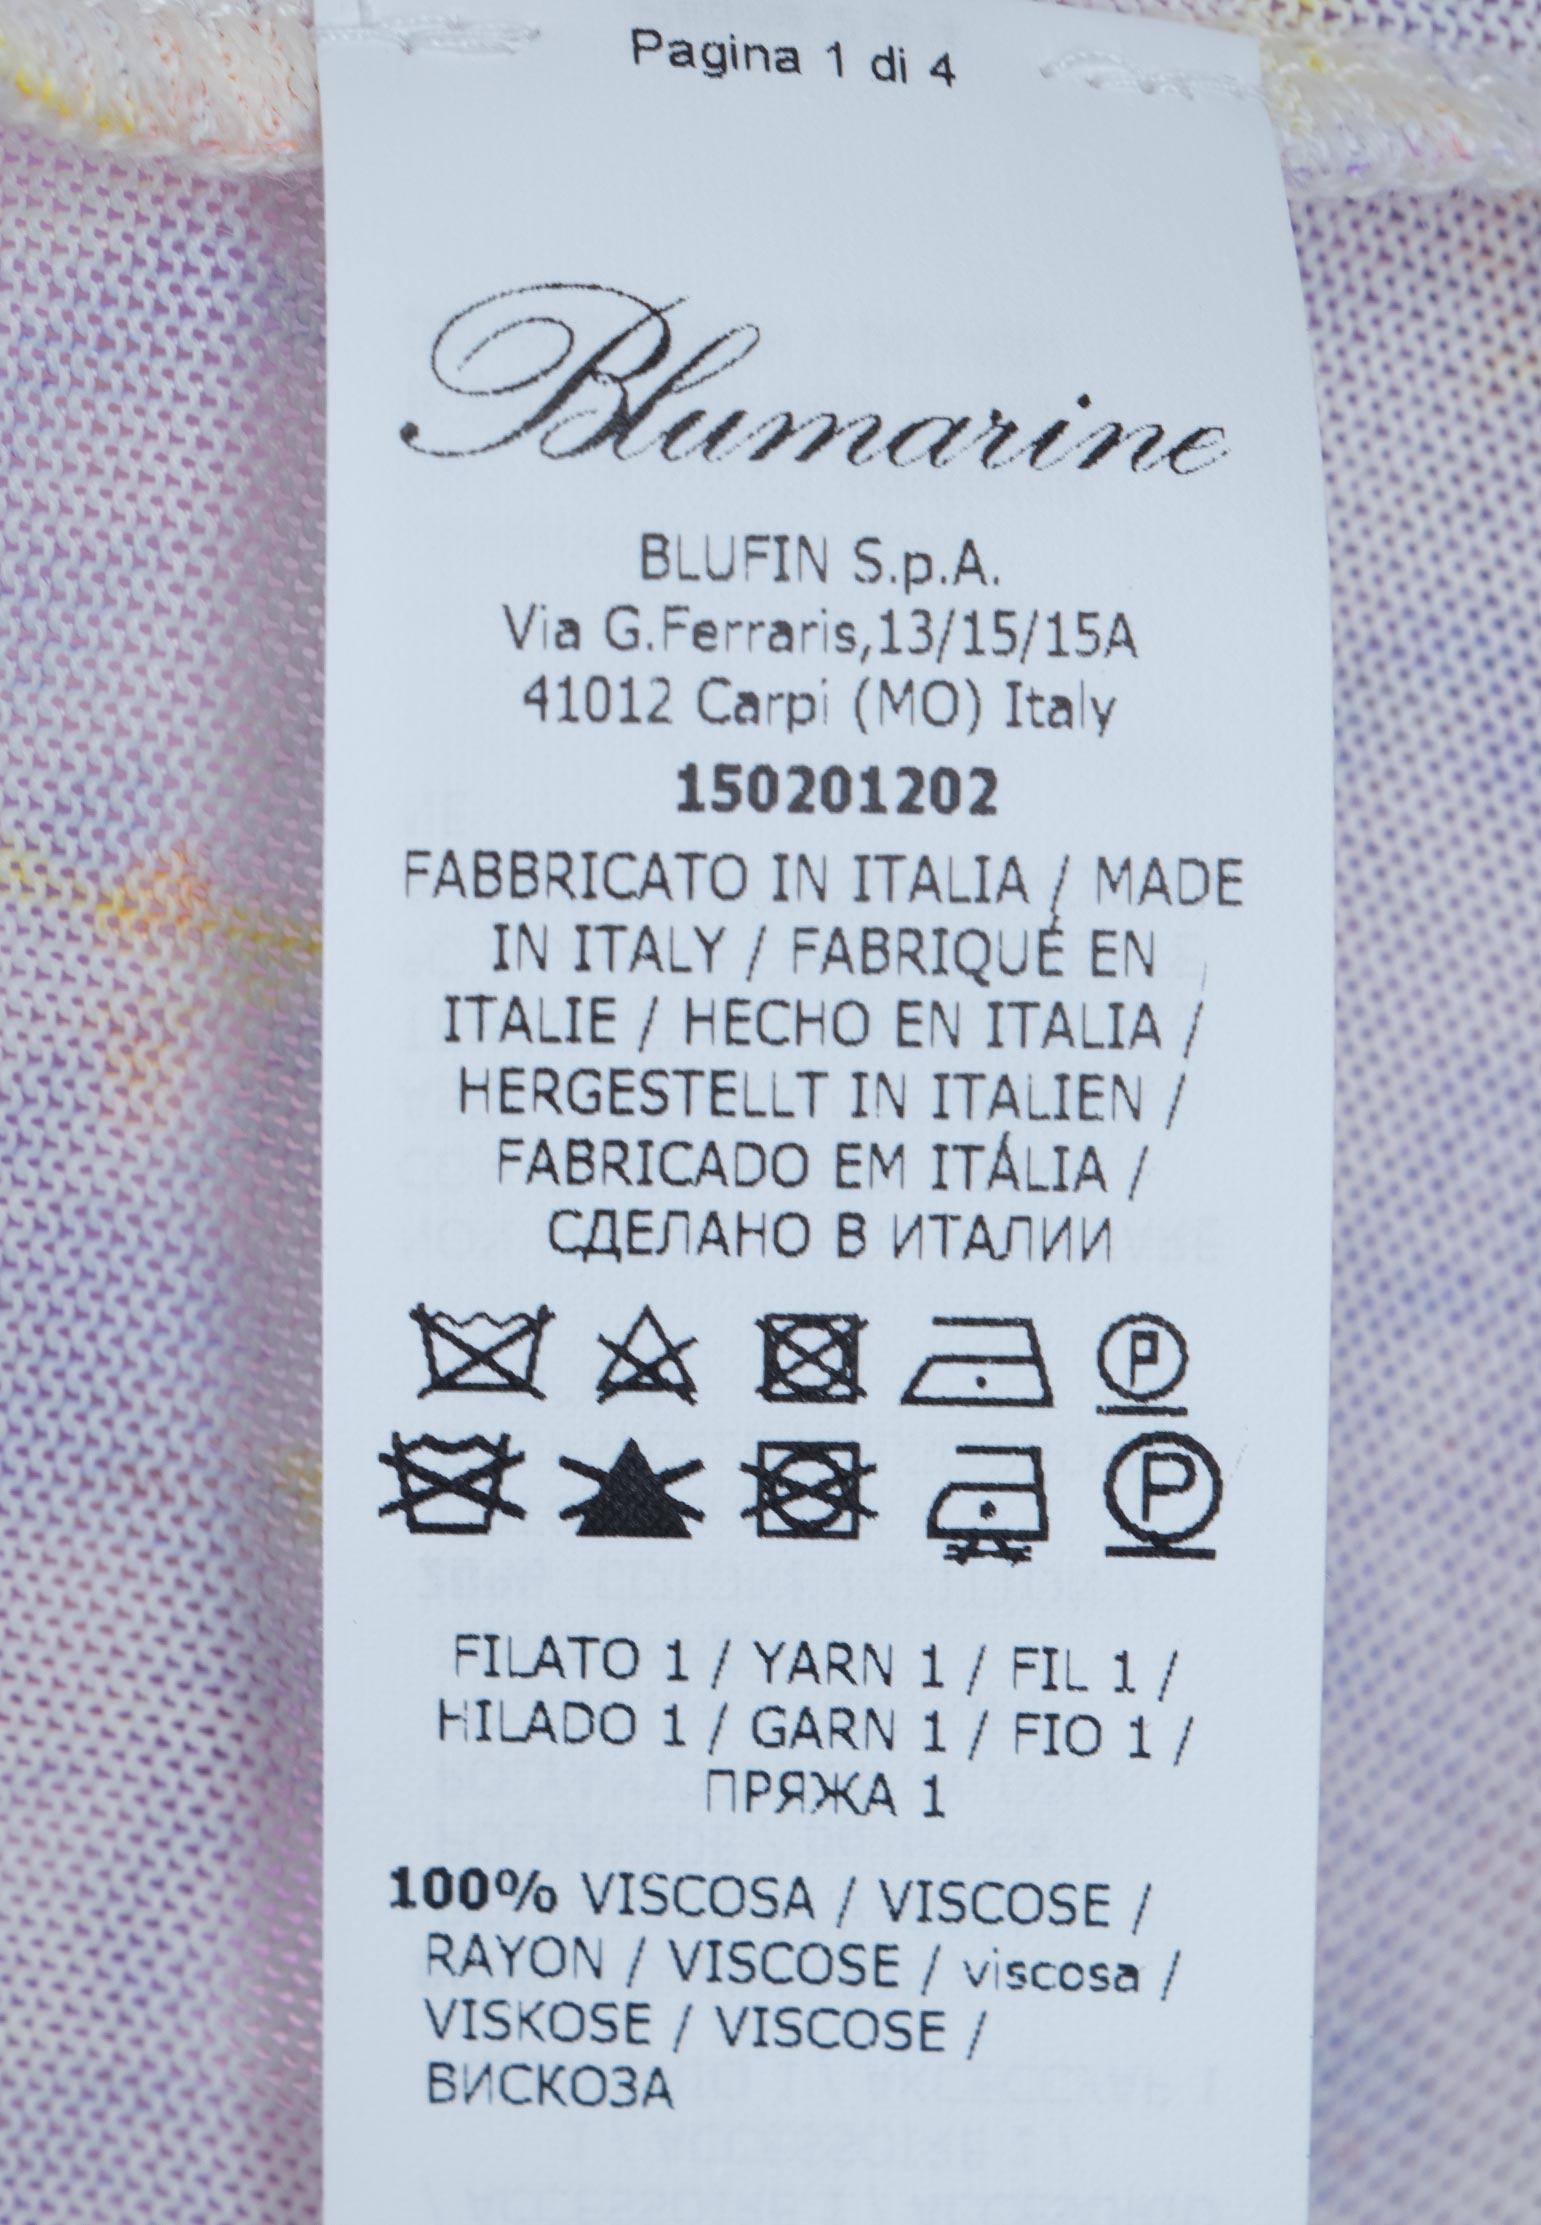 Pagina 1 di 4
Blumarine
BLUFIN S.p.A.
Via G.Ferraris,13/15/15A
41012 Carpi (MO) Italy
150201202
FABBRICATO IN ITALIA / MADE
IN ITALY / FABRIQUÉ EN
ITALIE / HECHO EN ITALIA /
HERGESTELLT IN ITALIEN /
FABRICADO EM ITÁLIA /
СДЕЛАНО В ИТАЛИИ
P
P
FILATO 1 / YARN 1 / FIL 1 /
HILADO 1 / GARN 1 / FIO 1 /
ПРЯЖА 1
100% VISCOSA / VISCOSE /
RAYON / VISCOSE / viscosa /
VISKOSE / VISCOSE /
ВИСКОЗА